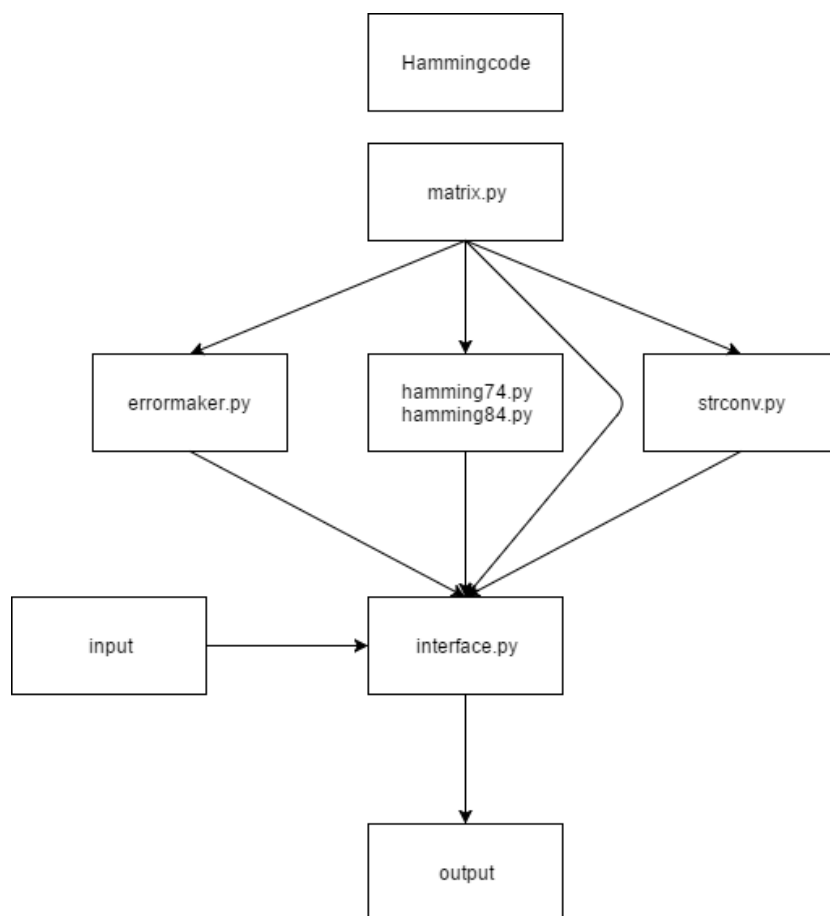 Hammingcode
matrix.py
errormaker.py
hamming74.py
hamming84.py
strconv.py
input
interface.py
output